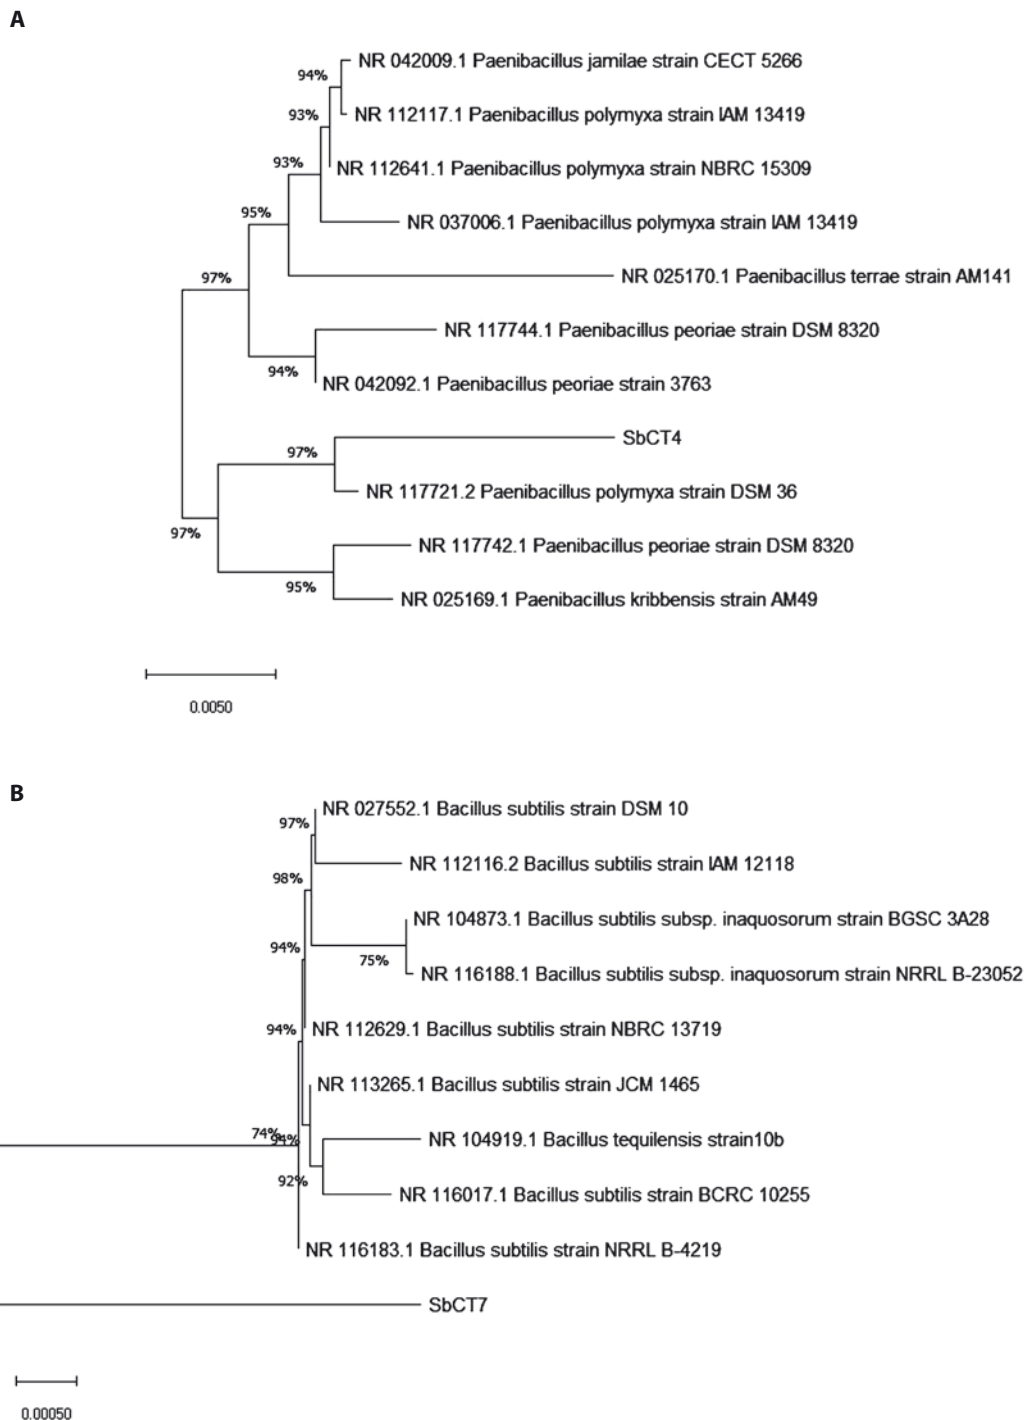 A
NR 042009.1 Paenibacillus jamilae strain CECT 5266
94%
93%
NR 112117.1 Paenibacillus polymyxa strain IAM 13419
93%
NR 112641.1 Paenibacillus polymyxa strain NBRC 15309
95%
NR 037006.1 Paenibacillus polymyxa strain IAM 13419
97%
NR 025170.1 Paenibacillus terrae strain AM141
NR 117744.1 Paenibacillus peoriae strain DSM 8320
94%
NR 042092.1 Paenibacillus peoriae strain 3763
SbCT4
97%
NR 117721.2 Paenibacillus polymyxa strain DSM 36
97%
NR 117742.1 Paenibacillus peoriae strain DSM 8320
95%
NR 025169.1 Paenibacillus kribbensis strain AM49
0.0050
B
NR 027552.1 Bacillus subtilis strain DSM 10
97%
NR 112116.2 Bacillus subtilis strain IAM 12118
98%
NR 104873.1 Bacillus subtilis subsp. inaquosorum strain BGSC 3A28
94%
75%
NR 116188.1 Bacillus subtilis subsp. inaquosorum strain NRRL B-23052
94%
NR 112629.1 Bacillus subtilis strain NBRC 13719
NR 113265.1 Bacillus subtilis strain JCM 1465
74%
94%
NR 104919.1 Bacillus tequilensis strain10b
92%
NR 116017.1 Bacillus subtilis strain BCRC 10255
NR 116183.1 Bacillus subtilis strain NRRL B-4219
SbCT7
0.00050